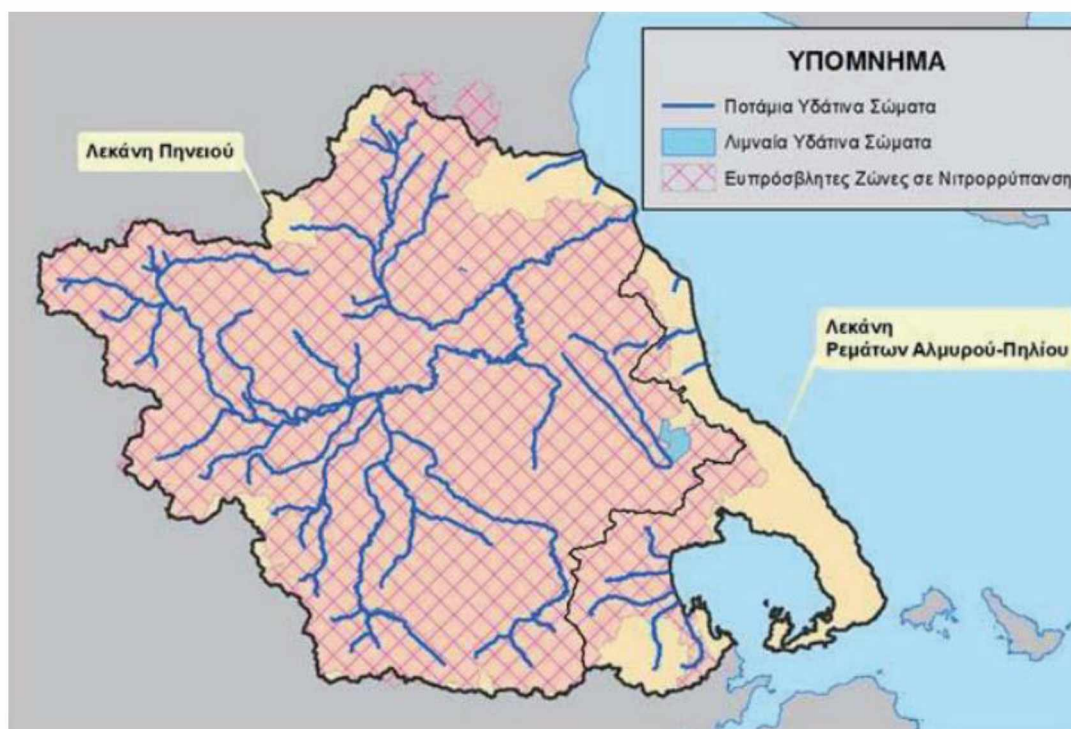 ΥΠΟΜΝΗΜΑ
Ποτάμια Υδάτινα Σώματα
Λιμναία Υδάτινα Σώματα
Ευπρόσβλητες Ζώνες σε Νιτρορρύπανση
Λεκάνη Πηνειού
Λεκάνη
Ρεμάτων Αλμυρού-Πηλίου